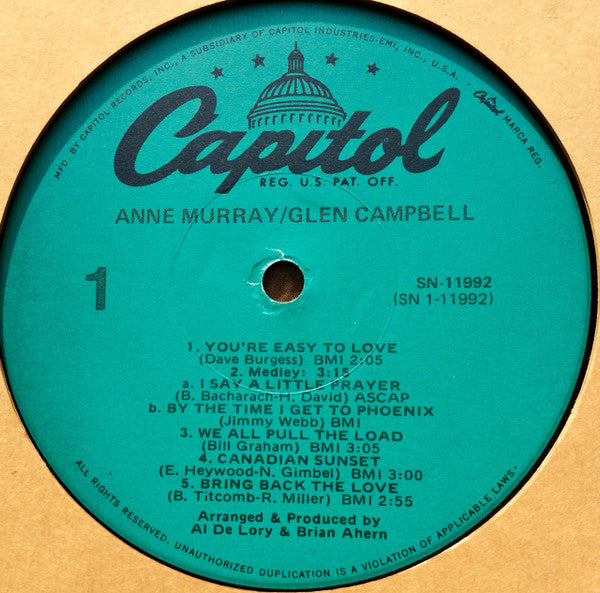 MFD. BY CAPITOL RECORDS, INC., A SUBSIDIARY OF CAPITOL INDUSTRIES-EMI, INC., U.S.A.
Capitol MARCA REG.
Capitol
REG. U.S. PAT. OFF.
ANNE MURRAY/GLEN CAMPBELL
1
SN-11992
(SN 1-11992)
1. YOU'RE EASY TO LOVE
(Dave Burgess) BMI 2:05
2. Medley: 3:15
a. I SAY A LITTLE PRAYER
(B. Bacharach-H. David) ASCAP
b. BY THE TIME I GET TO PHOENIX
(Jimmy Webb) BMI
3. WE ALL PULL THE LOAD
(Bill Graham) BMI 3:05
4. CANADIAN SUNSET
(E. Heywood-N. Gimbel) BMI 3:00
5. BRING BACK THE LOVE
(B. Titcomb-R. Miller) BMI 2:55
Arranged & Produced by
Al De Lory & Brian Ahern
ALL RIGHTS RESERVED, UNAUTHORIZED DUPLICATION IS A VIOLATION OF APPLICABLE LAWS.